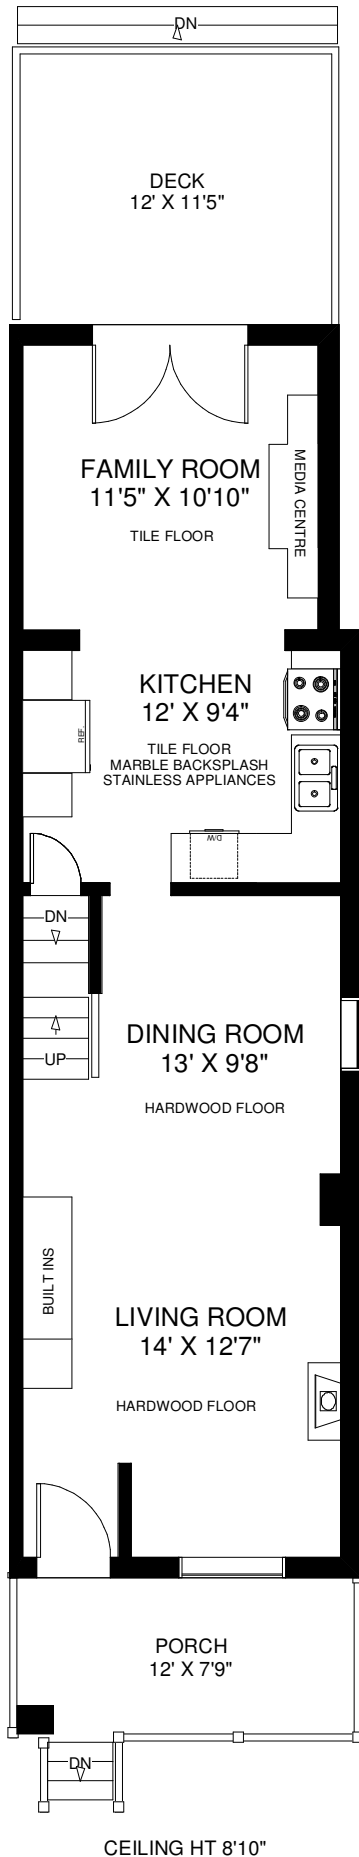 DN
DECK
12' X 11'5"
FAMILY ROOM
11'5" X 10'10"
TILE FLOOR
MEDIA CENTRE
KITCHEN
12' X 9'4"
TILE FLOOR
MARBLE BACKSPLASH
STAINLESS APPLIANCES
REF.
D/W
DN
UP
DINING ROOM
13' X 9'8"
HARDWOOD FLOOR
BUILT INS
LIVING ROOM
14' X 12'7"
HARDWOOD FLOOR
PORCH
12' X 7'9"
DN
CEILING HT 8'10"